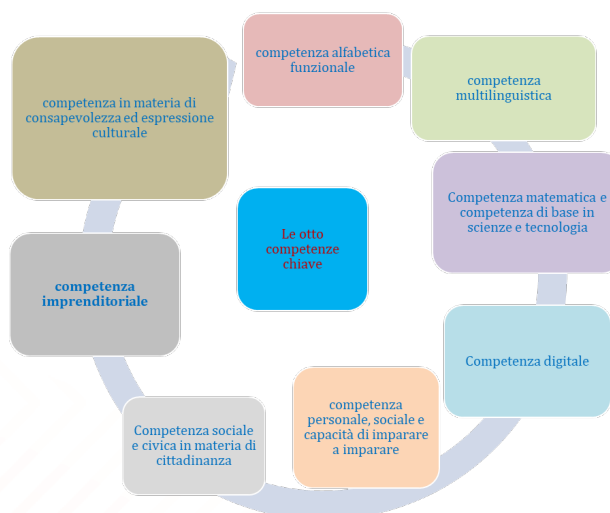 competenza alfabetica
funzionale
competenza
multilinguistica
Competenza matematica e
competenza di base in
scienze e tecnologia
Competenza digitale
competenza
personale, sociale e
capacità di imparare
a imparare
Competenza sociale
e civica in materia di
cittadinanza
competenza
imprenditoriale
competenza in materia di
consapevolezza ed espressione
culturale
Le otto
competenze
chiave